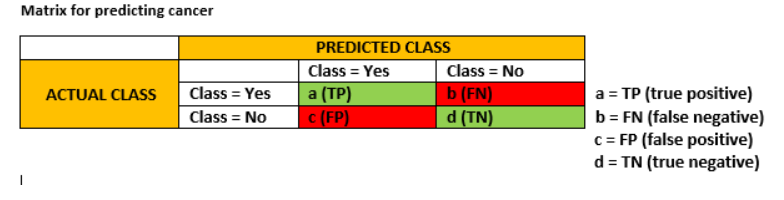 Matrix for predicting cancer
PREDICTED CLASS
Class = Yes Class = No
ACTUAL CLASS Class = Yes a (TP) b (FN) a = TP (true positive)
Class = No c (FP) d (TN) b = FN (false negative)
c = FP (false positive)
d = TN (true negative)